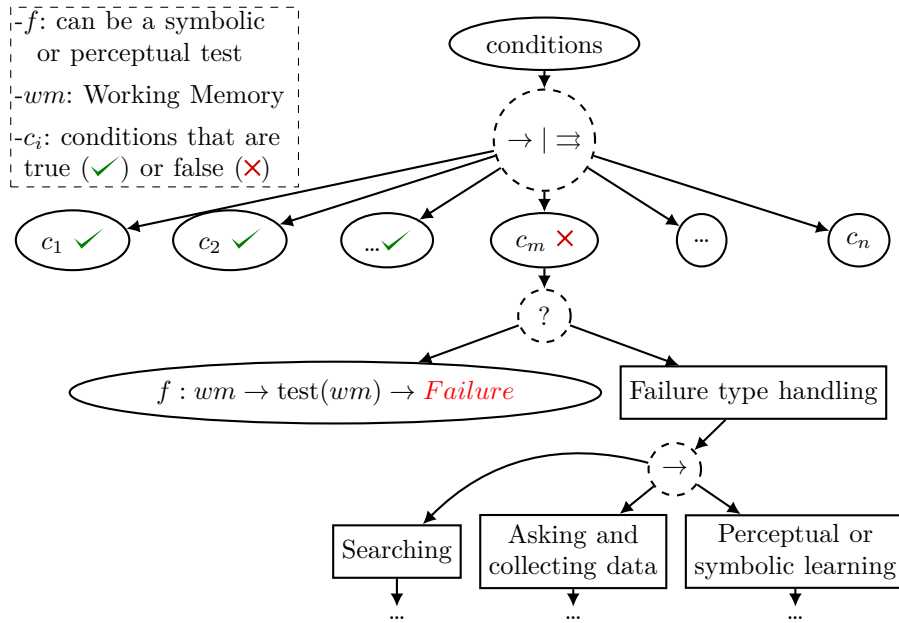 -f: can be a symbolic
or perceptual test
-wm: Working Memory
-c_i: conditions that are
true (✓) or false (✗)
conditions
→ | ⇉
c_1 ✓
c_2 ✓
... ✓
c_m ✗
...
c_n
?
f : wm → test(wm) → Failure
Failure type handling
→
Searching
Asking and
collecting data
Perceptual or
symbolic learning
...
...
...